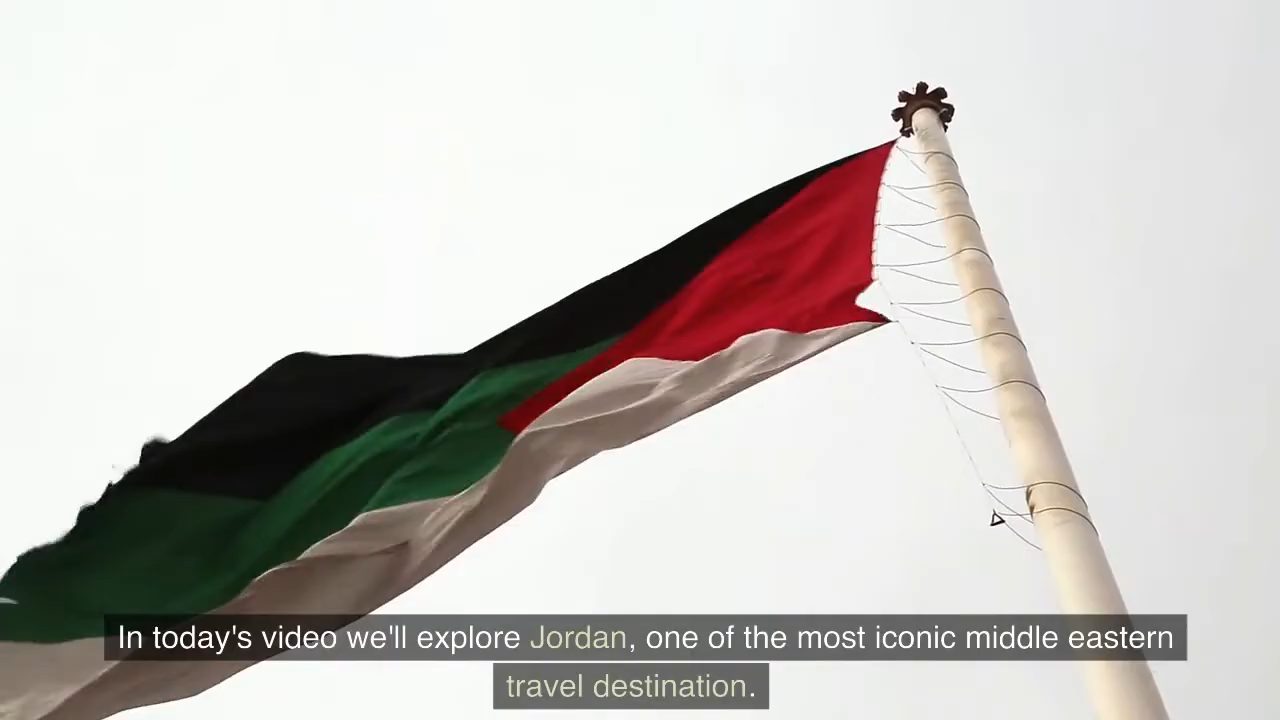 In today's video we'll explore Jordan, one of the most iconic middle eastern
travel destination.